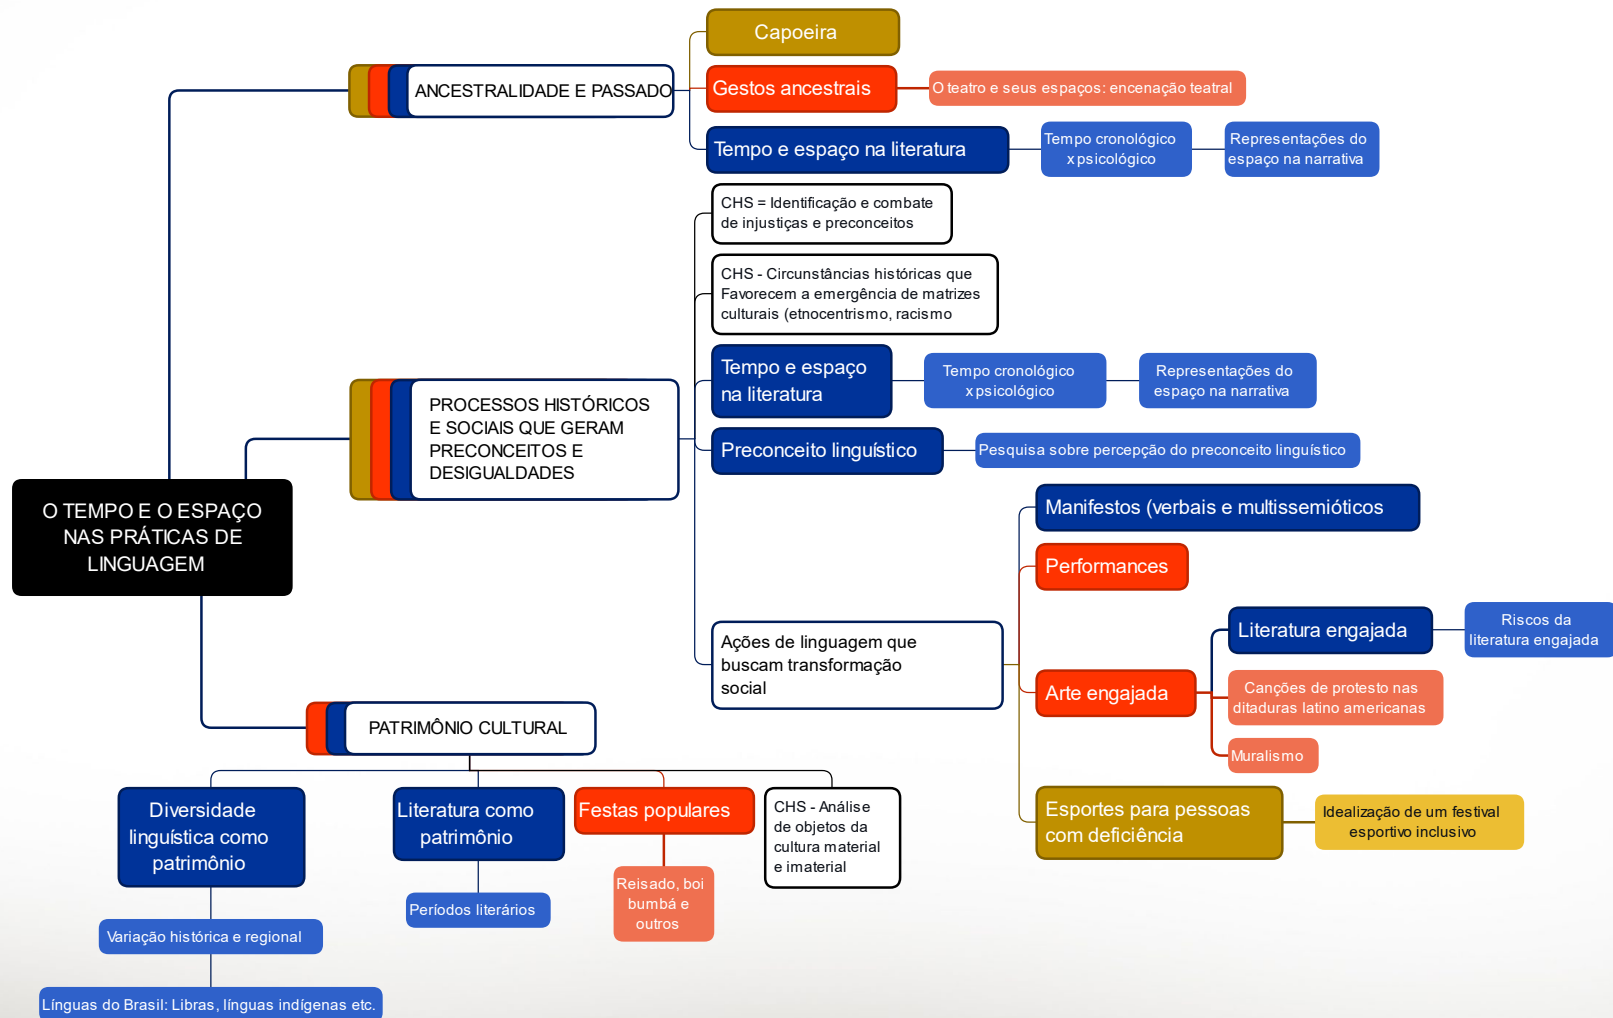 Capoeira
ANCESTRALIDADE E PASSADO
Gestos ancestrais
O teatro e seus espaços: encenação teatral
Tempo e espaço na literatura
Tempo cronológico
x psicológico
Representações do
espaço na narrativa
CHS = Identificação e combate
de injustiças e preconceitos
CHS - Circunstâncias históricas que
Favorecem a emergência de matrizes
culturais (etnocentrismo, racismo
PROCESSOS HISTÓRICOS
E SOCIAIS QUE GERAM
PRECONCEITOS E
DESIGUALDADES
Tempo e espaço
na literatura
Tempo cronológico
x psicológico
Representações do
espaço na narrativa
Preconceito linguístico
Pesquisa sobre percepção do preconceito linguístico
O TEMPO E O ESPAÇO
NAS PRÁTICAS DE
LINGUAGEM
Ações de linguagem que
buscam transformação
social
Manifestos (verbais e multissemióticos
Performances
Arte engajada
Literatura engajada
Riscos da
literatura engajada
Canções de protesto nas
ditaduras latino americanas
Muralismo
Esportes para pessoas
com deficiência
Idealização de um festival
esportivo inclusivo
PATRIMÔNIO CULTURAL
Diversidade
linguística como
patrimônio
Variação histórica e regional
Línguas do Brasil: Libras, línguas indígenas etc.
Literatura como
patrimônio
Períodos literários
Festas populares
Reisado, boi
bumbá e
outros
CHS - Análise
de objetos da
cultura material
e imaterial